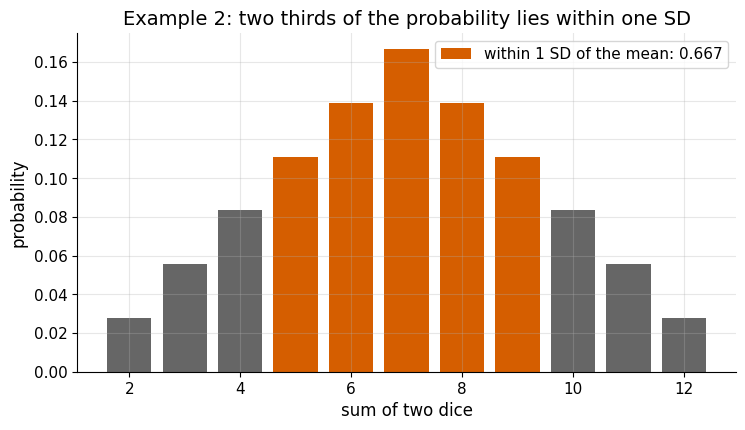 Example 2: two thirds of the probability lies within one SD
within 1 SD of the mean: 0.667
probability
0.16
0.14
0.12
0.10
0.08
0.06
0.04
0.02
0.00
2 4 6 8 10 12
sum of two dice